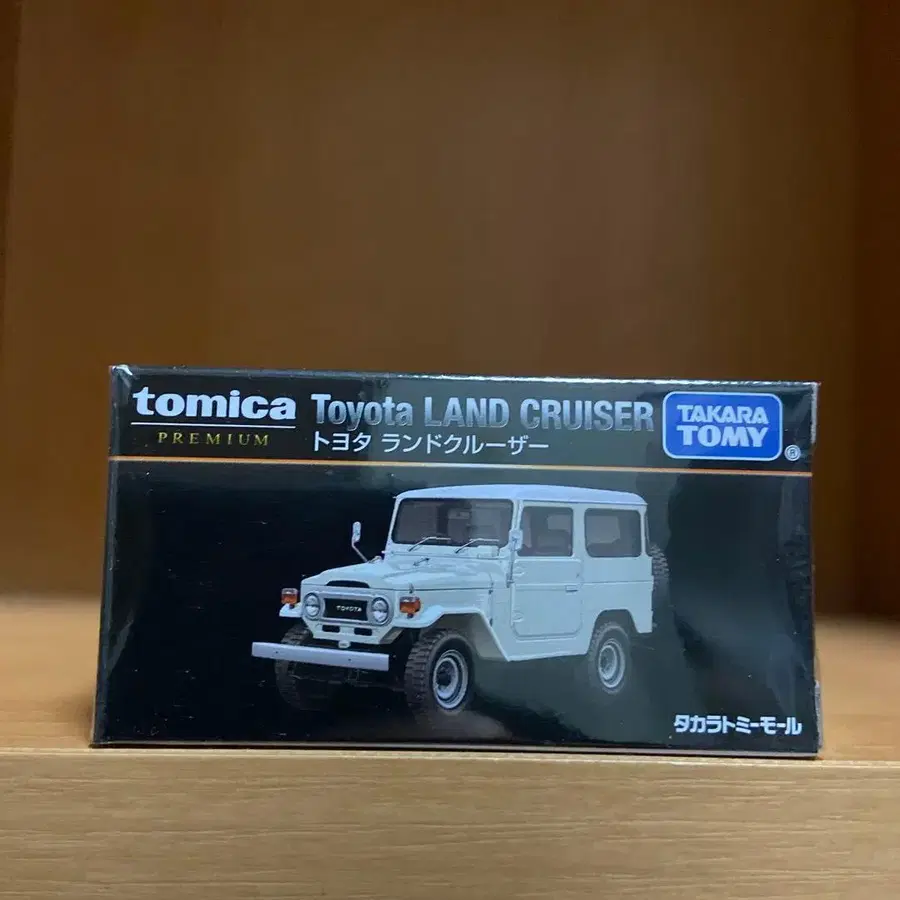 tomica
PREMIUM
Toyota LAND CRUISER
トヨタ ランドクルーザー
TAKARA
TOMY
®
TOYOTA
タカラトミーモール